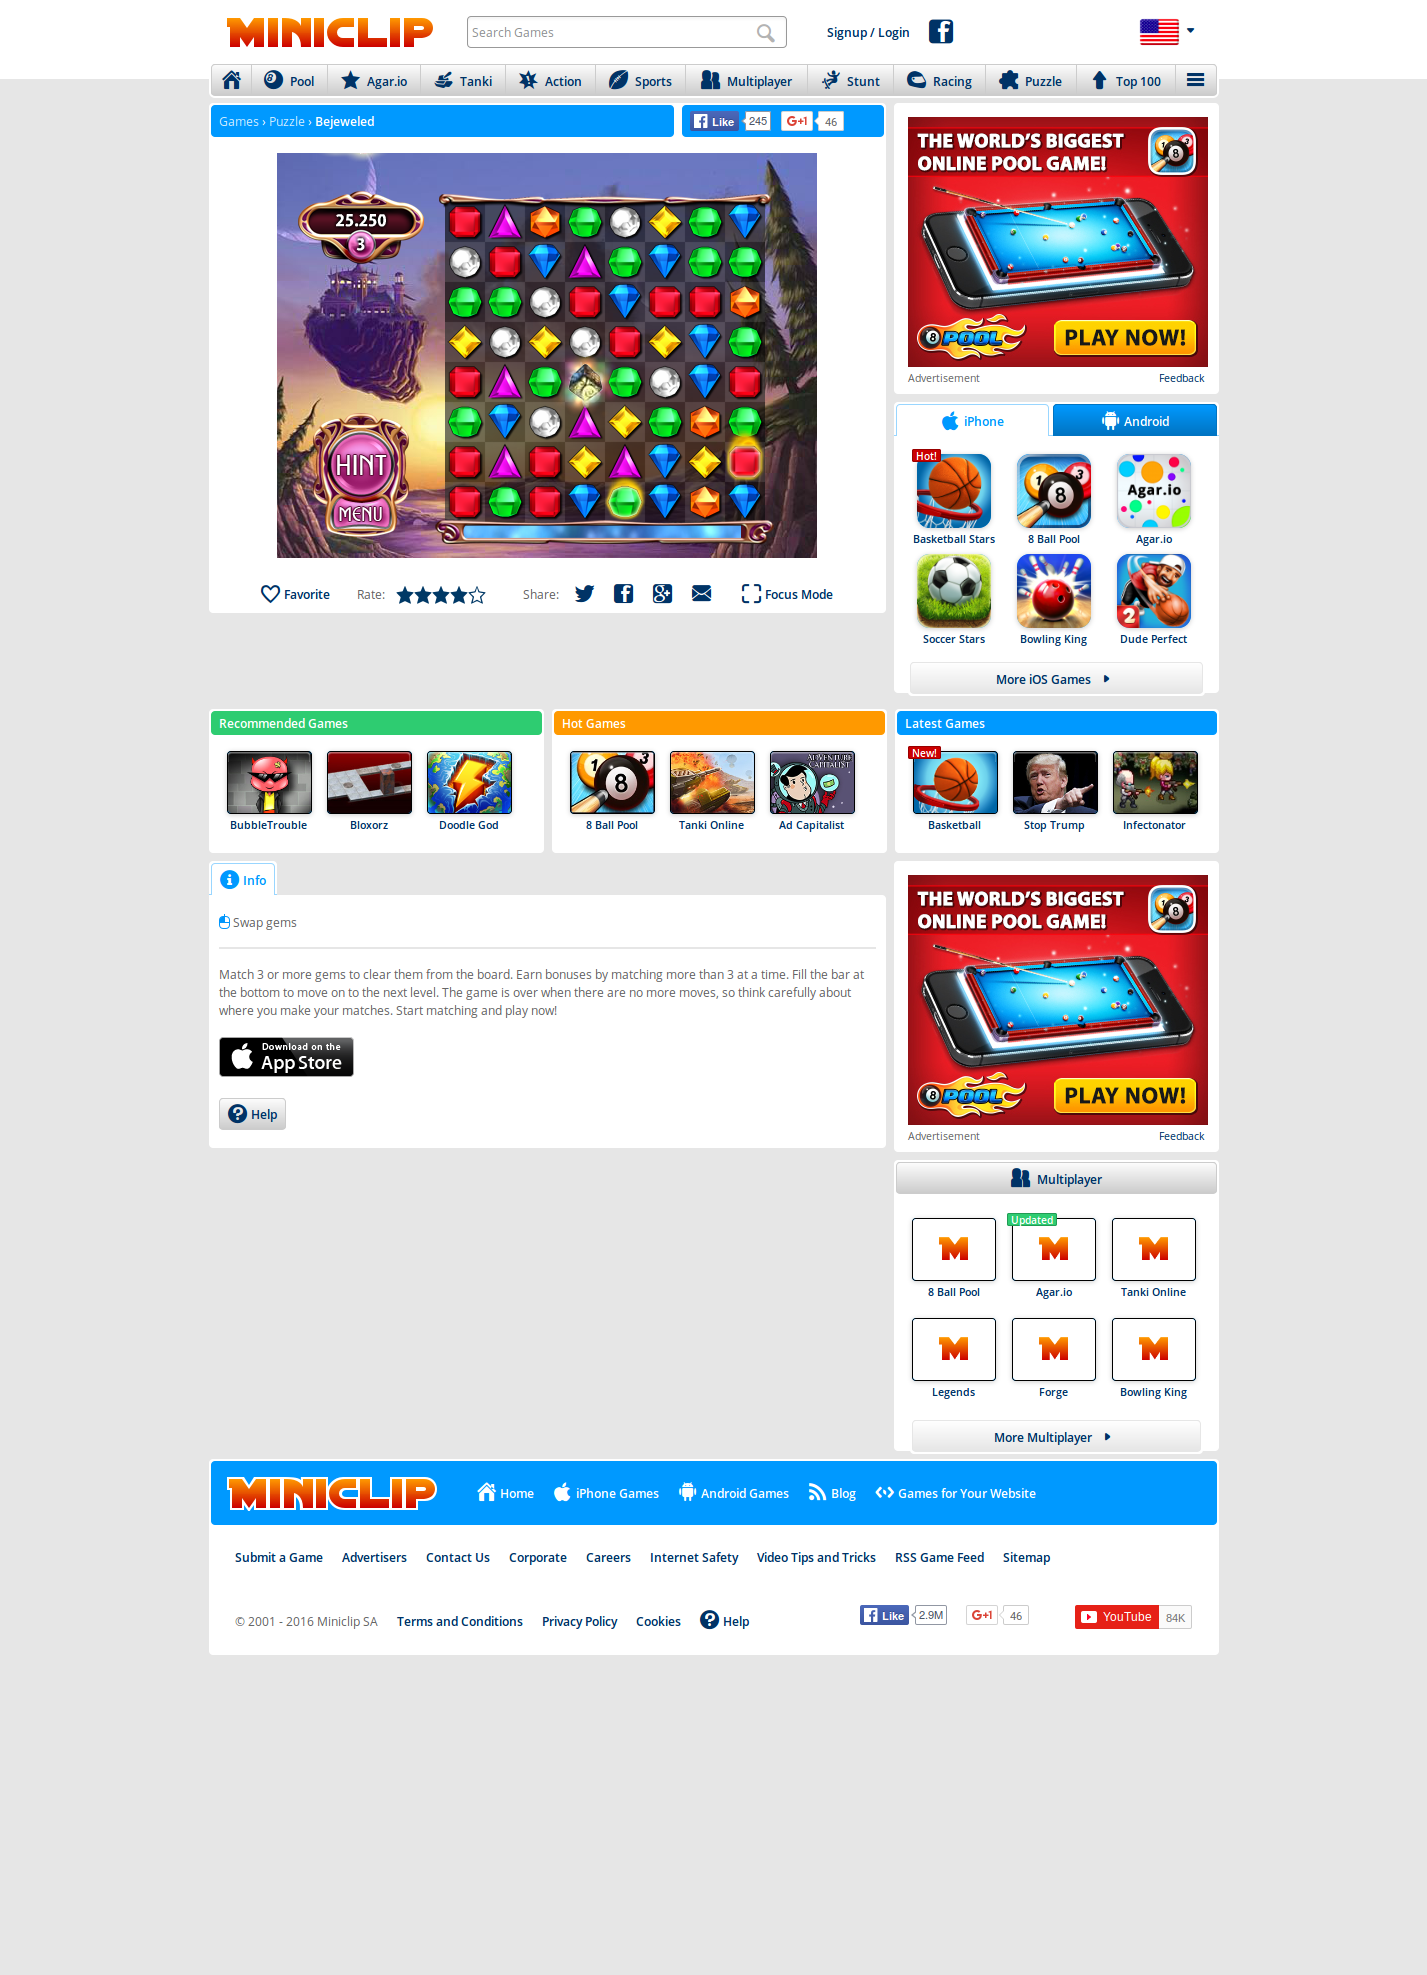 MINICLIP
Search Games
Signup / Login
Pool Agar.io Tanki Action Sports Multiplayer Stunt Racing Puzzle Top 100
Games › Puzzle › Bejeweled
Like 245 G+1 46
25.250
3
HINT
MENU
Favorite Rate: Share: Focus Mode
THE WORLD'S BIGGEST
ONLINE POOL GAME!
8 POOL
PLAY NOW!
Advertisement Feedback
iPhone Android
Hot!
Agar.io
Basketball Stars 8 Ball Pool Agar.io
2
Soccer Stars Bowling King Dude Perfect
More iOS Games
Recommended Games
BubbleTrouble Bloxorz Doodle God
Hot Games
ADVENTURE
CAPITALIST
8 Ball Pool Tanki Online Ad Capitalist
Latest Games
New!
Basketball Stop Trump Infectonator
Info
Swap gems
Match 3 or more gems to clear them from the board. Earn bonuses by matching more than 3 at a time. Fill the bar at
the bottom to move on to the next level. The game is over when there are no more moves, so think carefully about
where you make your matches. Start matching and play now!
Download on the
App Store
Help
THE WORLD'S BIGGEST
ONLINE POOL GAME!
8 POOL
PLAY NOW!
Advertisement Feedback
Multiplayer
Updated
M M M
8 Ball Pool Agar.io Tanki Online
M M M
Legends Forge Bowling King
More Multiplayer
MINICLIP
Home iPhone Games Android Games Blog Games for Your Website
Submit a Game Advertisers Contact Us Corporate Careers Internet Safety Video Tips and Tricks RSS Game Feed Sitemap
© 2001 - 2016 Miniclip SA Terms and Conditions Privacy Policy Cookies Help
Like 2.9M G+1 46 YouTube 84K